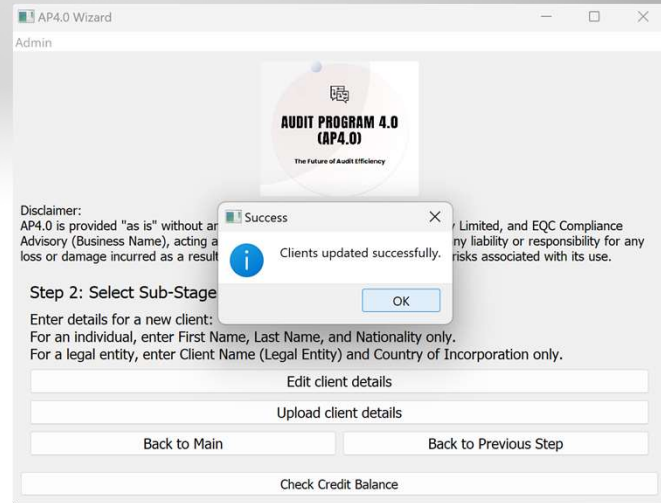 AP4.0 Wizard
Admin
AUDIT PROGRAM 4.0
(AP4.0)
The Future of Audit Efficiency
Disclaimer:
AP4.0 is provided "as is" without ar Limited, and EQC Compliance
Advisory (Business Name), acting a ny liability or responsibility for any
loss or damage incurred as a result risks associated with its use.
Success
Clients updated successfully.
OK
Step 2: Select Sub-Stage
Enter details for a new client:
For an individual, enter First Name, Last Name, and Nationality only.
For a legal entity, enter Client Name (Legal Entity) and Country of Incorporation only.
Edit client details
Upload client details
Back to Main
Back to Previous Step
Check Credit Balance